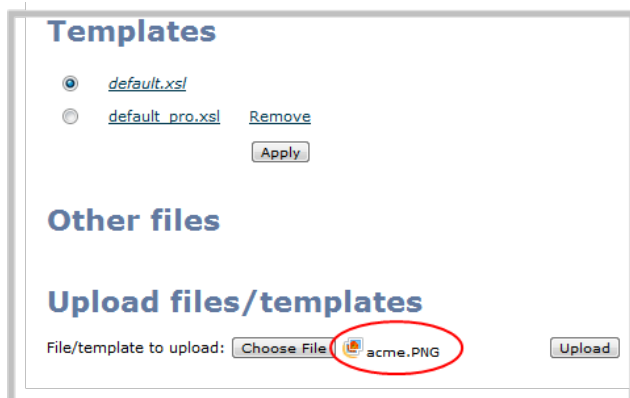 Templates
default.xsl
default_pro.xsl Remove
Apply
Other files
Upload files/templates
File/template to upload: Choose File acme.PNG Upload